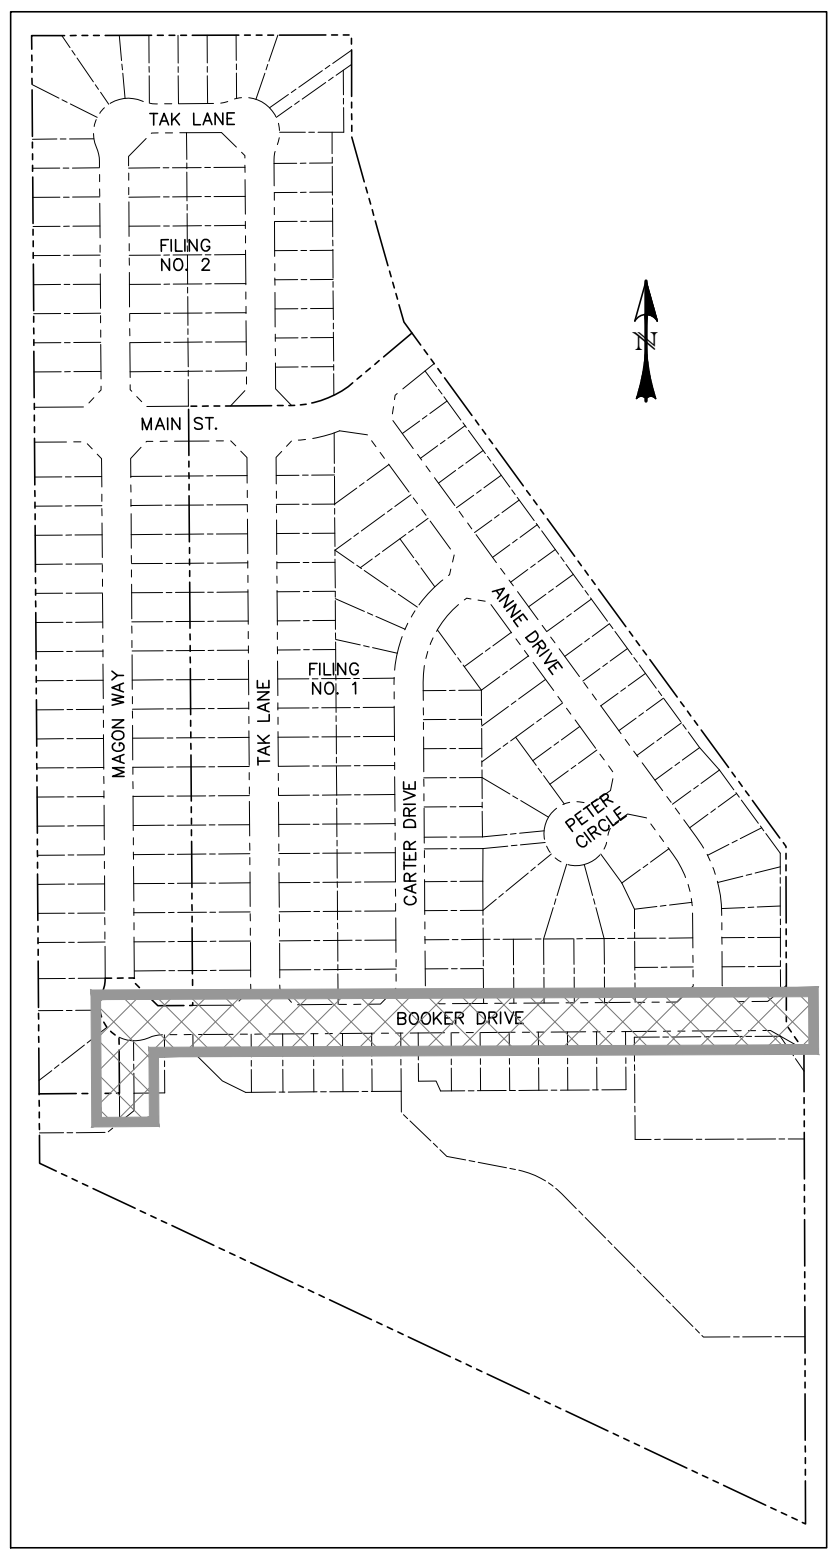 TAK LANE
FILING
NO. 2
N
MAIN ST.
ANNE DRIVE
FILING
NO. 1
MAGON WAY
TAK LANE
CARTER DRIVE
PETER
CIRCLE
BOOKER DRIVE